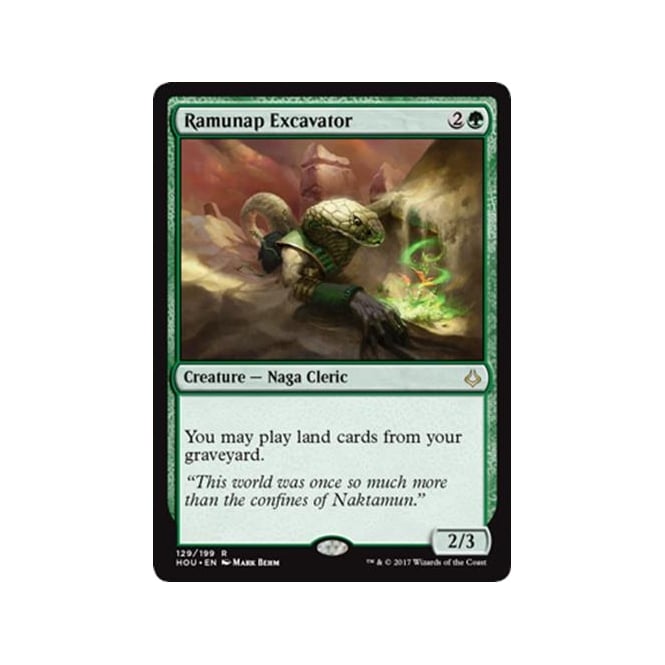 Ramunap Excavator 2
Creature — Naga Cleric
You may play land cards from your
graveyard.
“This world was once so much more
than the confines of Naktamun.”
2/3
129/199 R
HOU • EN Mark Behm ™ & © 2017 Wizards of the Coast